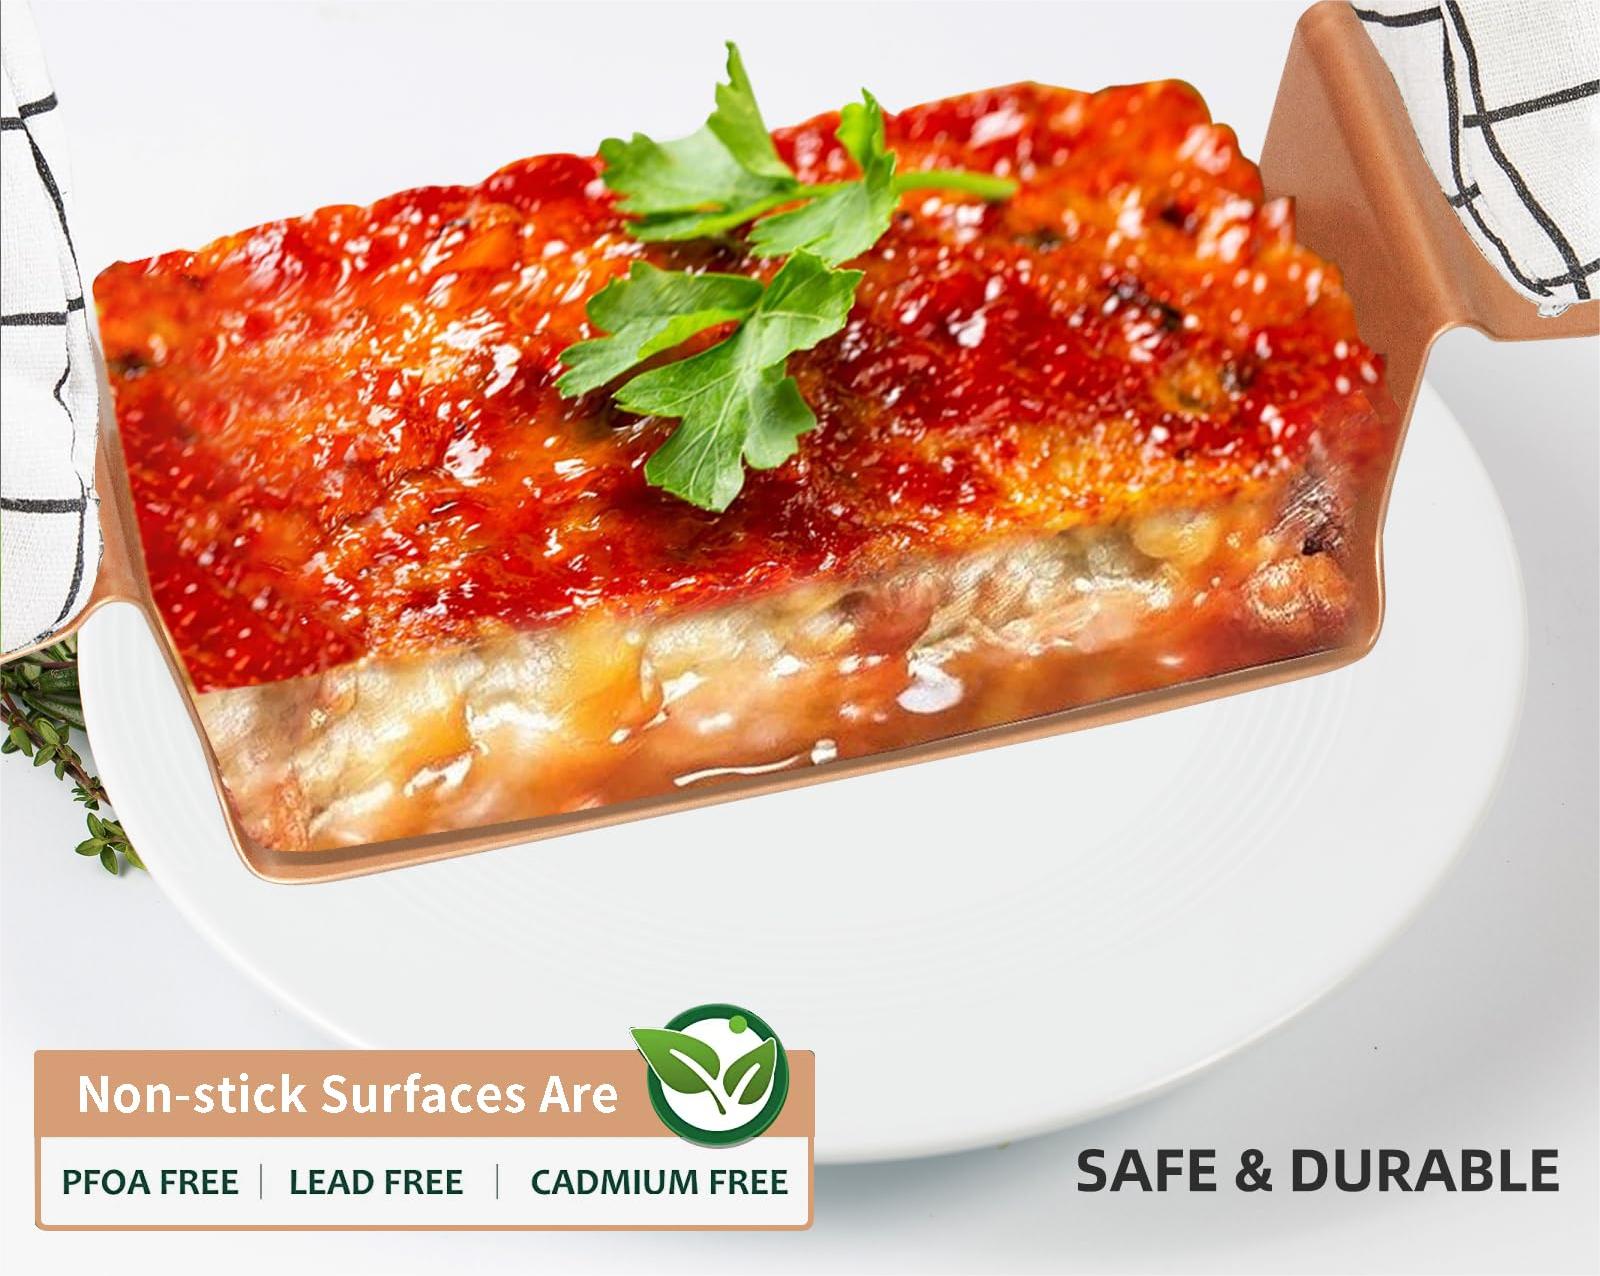 Non-stick Surfaces Are
PFOA FREE | LEAD FREE | CADMIUM FREE
SAFE & DURABLE